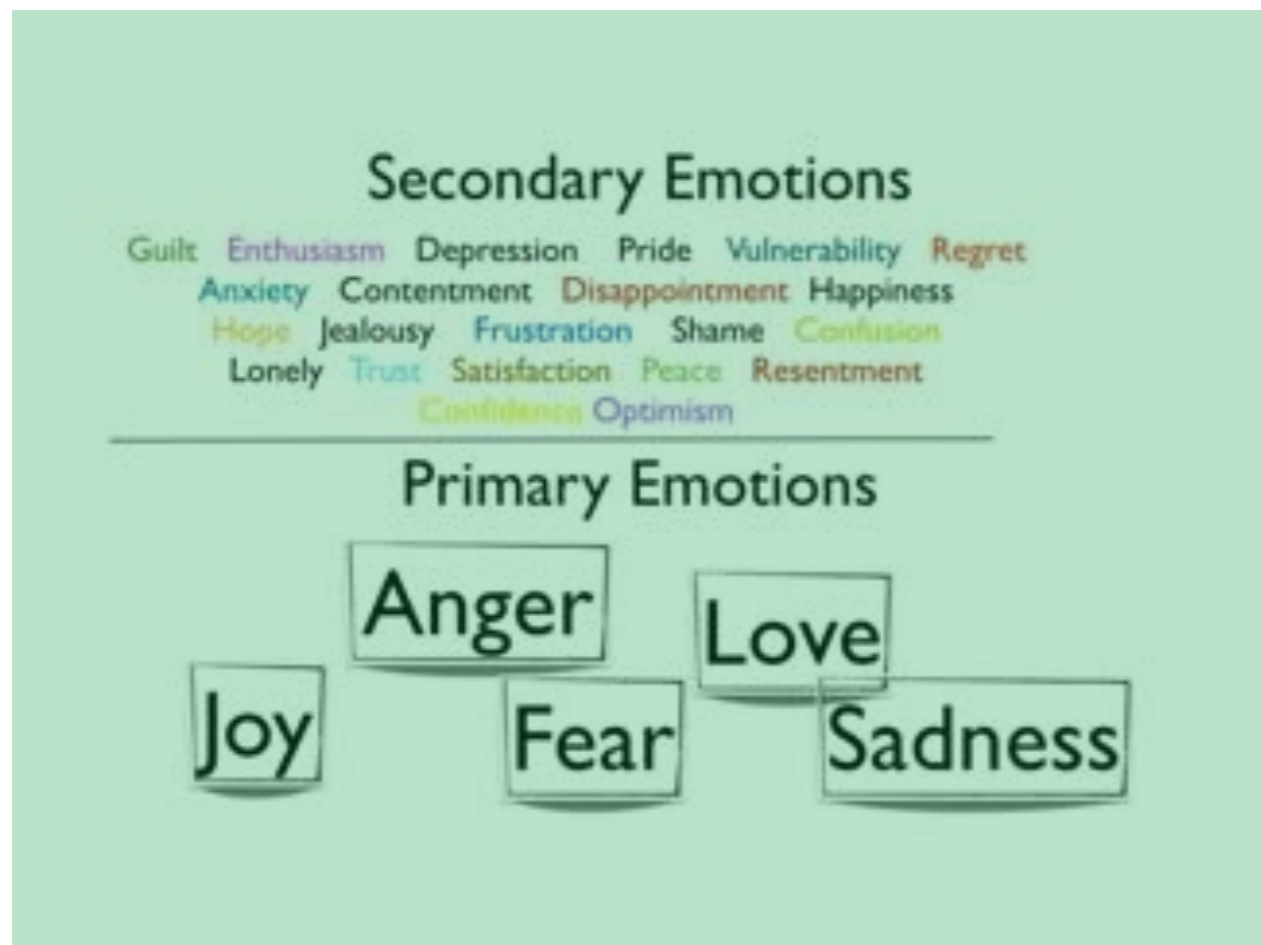 Secondary Emotions
Guilt Enthusiasm Depression Pride Vulnerability Regret
Anxiety Contentment Disappointment Happiness
Hope Jealousy Frustration Shame Confusion
Lonely Trust Satisfaction Peace Resentment
Confidence Optimism
Primary Emotions
Anger
Love
Joy
Fear
Sadness